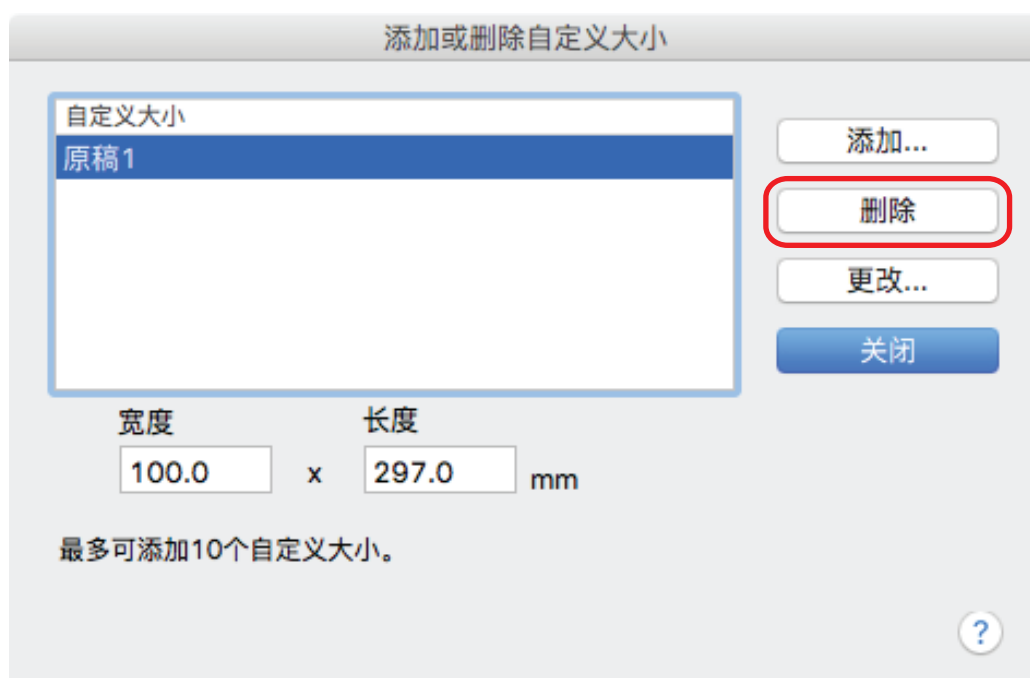 添加或删除自定义大小
自定义大小
原稿1
添加...
删除
更改...
关闭
宽度 长度
100.0 x 297.0 mm
最多可添加10个自定义大小。
?